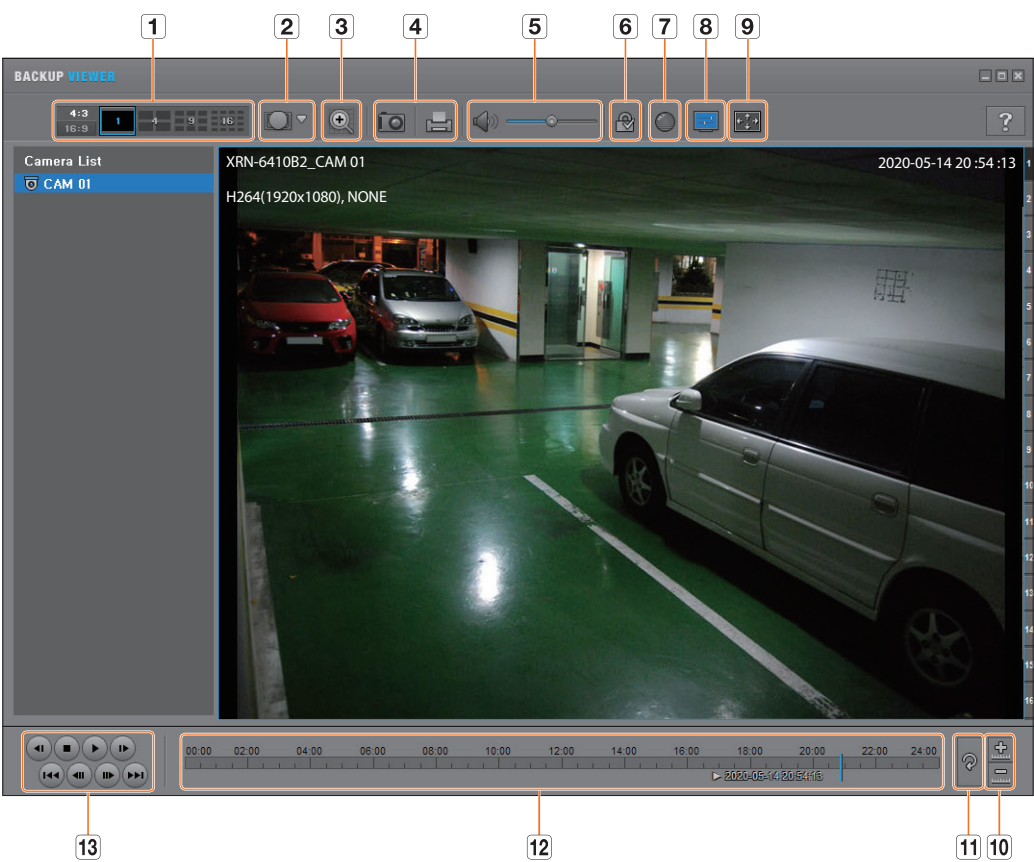 1 2 3 4 5 6 7 8 9
BACKUP VIEWER
4:3 1 4 9 16
16:9
?
Camera List
CAM 01
XRN-6410B2_CAM 01 2020-05-14 20 :54 :13
H264(1920x1080), NONE
1
2
3
4
5
6
7
8
9
10
11
12
13
14
15
16
00:00 02:00 04:00 06:00 08:00 10:00 12:00 14:00 16:00 18:00 20:00 22:00 24:00
2020-05-14 20:54:13
13 12 11 10